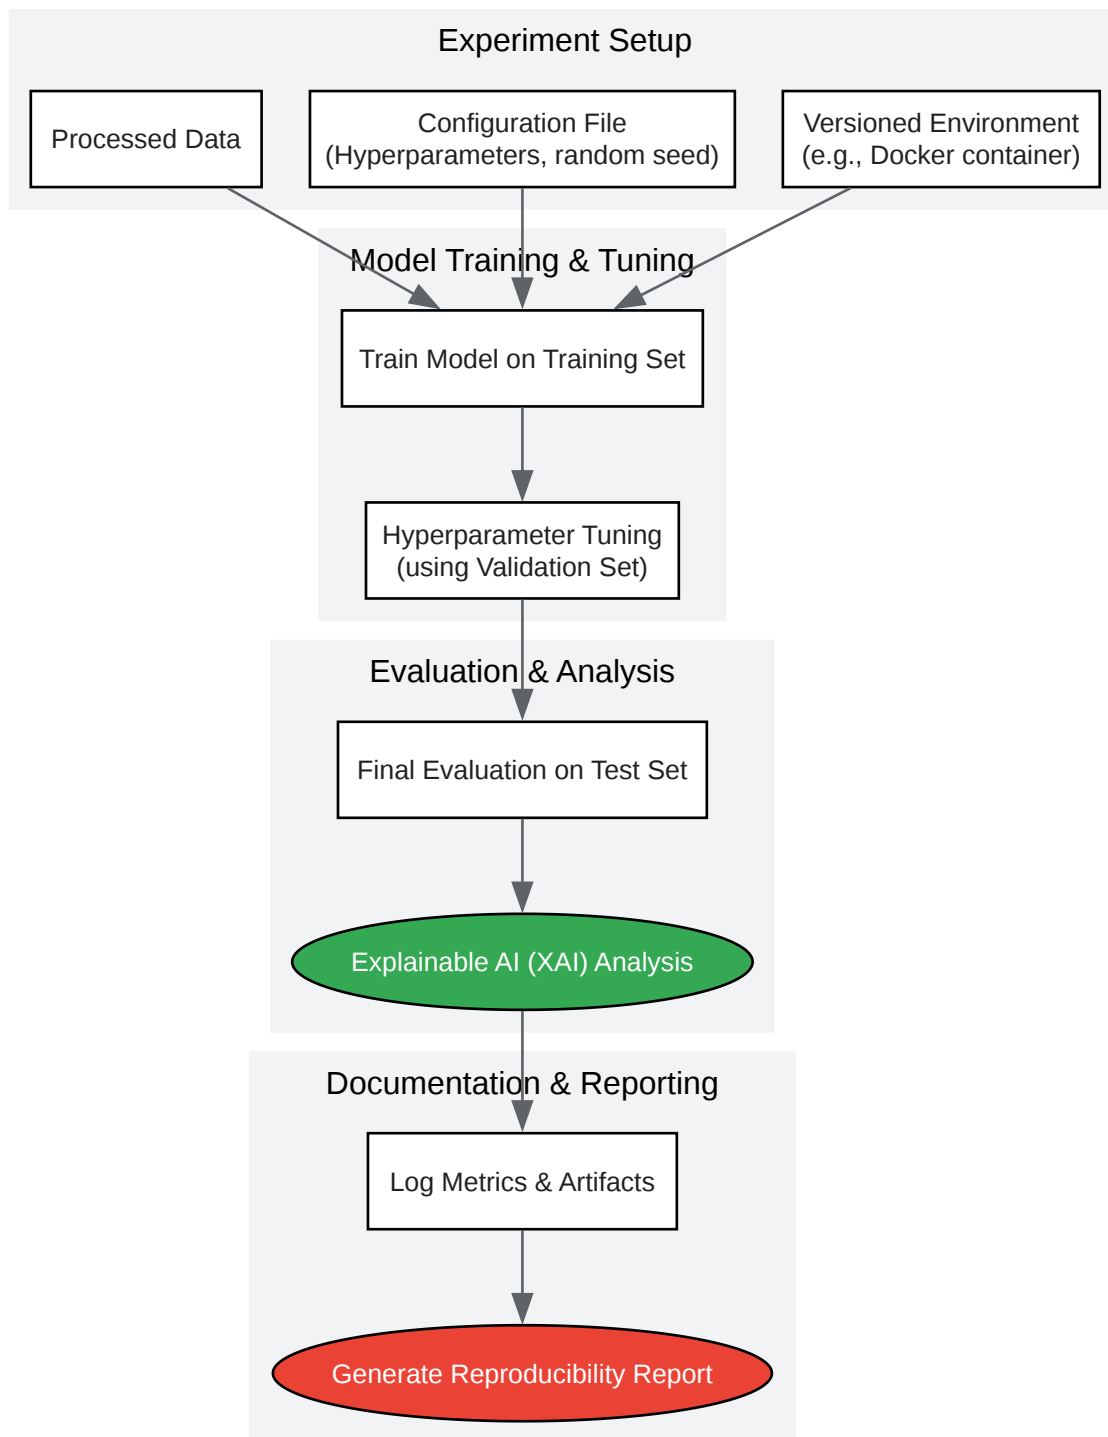 Experiment Setup
Processed Data
Configuration File
(Hyperparameters, random seed)
Versioned Environment
(e.g., Docker container)
Model Training & Tuning
Train Model on Training Set
Hyperparameter Tuning
(using Validation Set)
Evaluation & Analysis
Final Evaluation on Test Set
Explainable AI (XAI) Analysis
Documentation & Reporting
Log Metrics & Artifacts
Generate Reproducibility Report